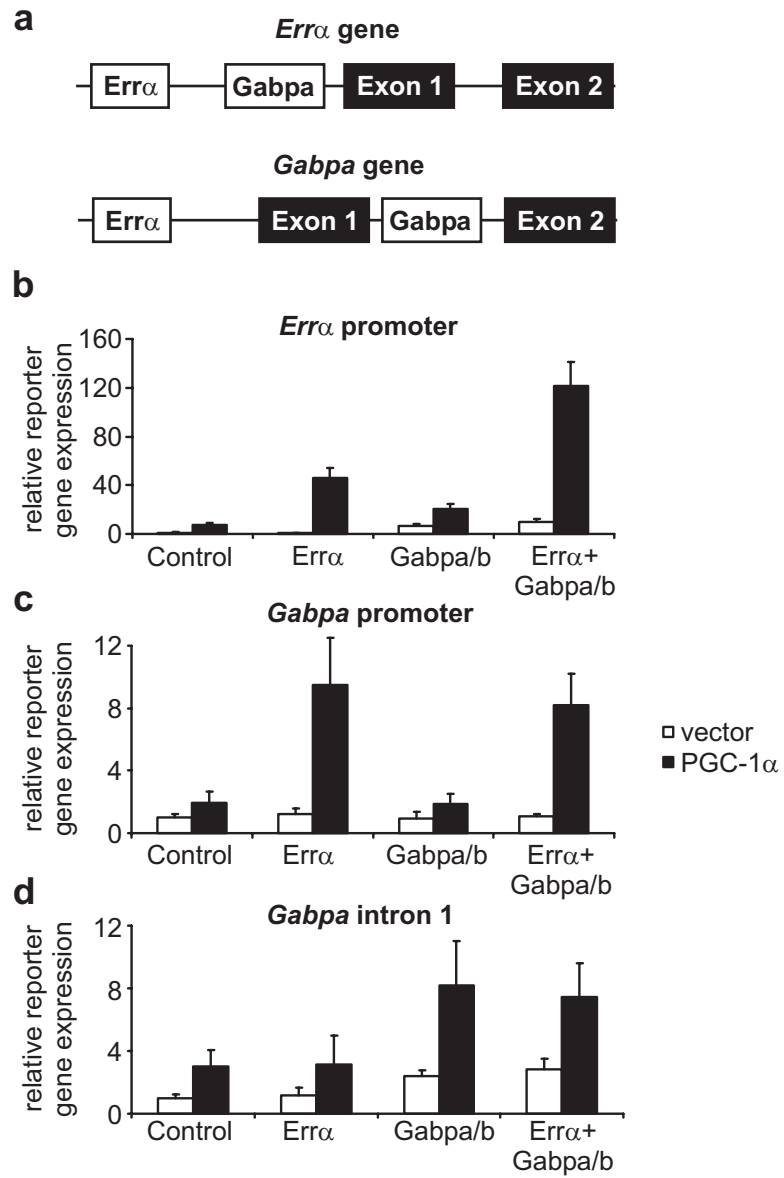 a
Errα gene
Errα Gabpa Exon 1 Exon 2
Gabpa gene
Errα Exon 1 Gabpa Exon 2
b
Errα promoter
relative reporter
gene expression
160
120
80
40
0
Control Errα Gabpa/b Errα+
Gabpa/b
c
Gabpa promoter
relative reporter
gene expression
12
8
4
0
Control Errα Gabpa/b Errα+
Gabpa/b
vector
PGC-1α
d
Gabpa intron 1
relative reporter
gene expression
12
8
4
0
Control Errα Gabpa/b Errα+
Gabpa/b